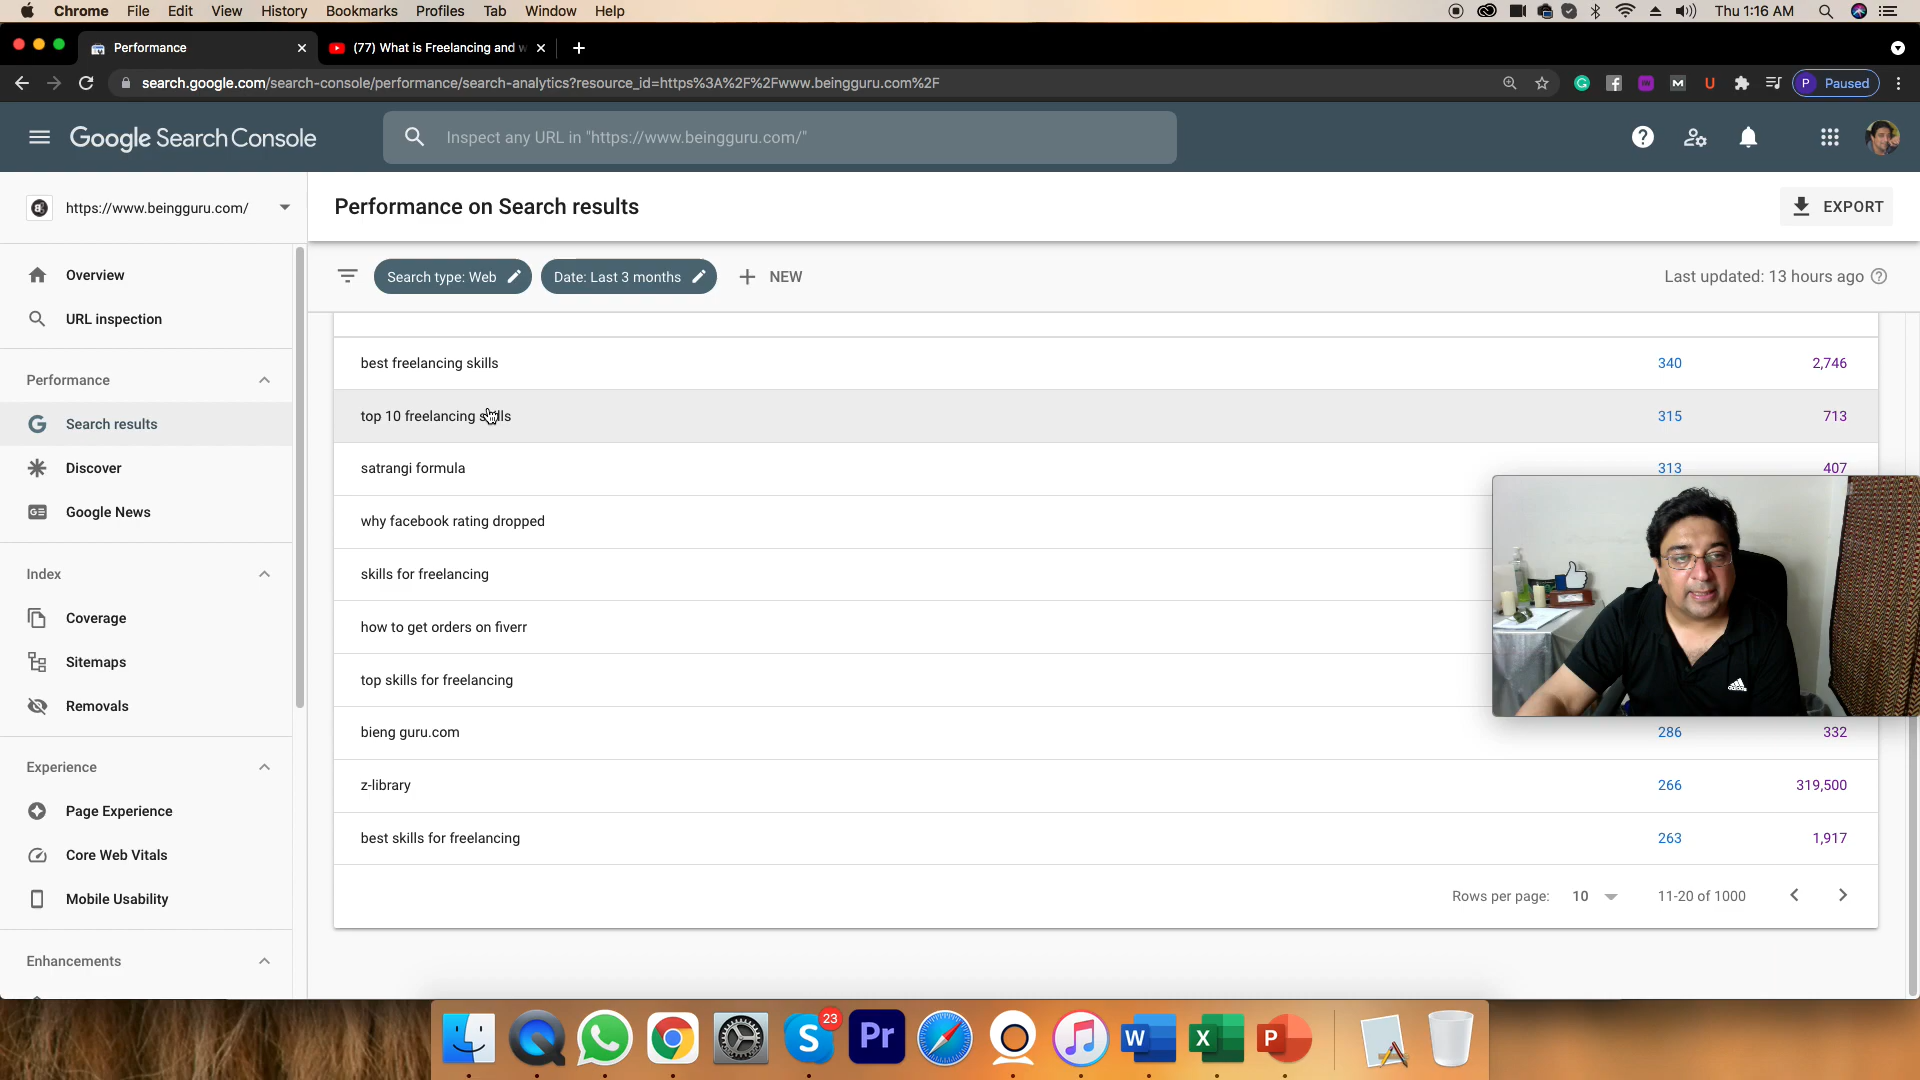 Chrome File Edit View History Bookmarks Profiles Tab Window Help Thu 1:16 AM
Performance (77) What is Freelancing and w
search.google.com/search-console/performance/search-analytics?resource_id=https%3A%2F%2Fwww.beingguru.com%2F M U P Paused
Google Search Console Inspect any URL in "https://www.beingguru.com/"
https://www.beingguru.com/ Performance on Search results EXPORT
Search type: Web Date: Last 3 months NEW Last updated: 13 hours ago
Overview
URL inspection
Performance
Search results
Discover
Google News
Index
Coverage
Sitemaps
Removals
Experience
Page Experience
Core Web Vitals
Mobile Usability
Enhancements
best freelancing skills 340 2,746
top 10 freelancing skills 315 713
satrangi formula 313 407
why facebook rating dropped
skills for freelancing
how to get orders on fiverr
top skills for freelancing
bieng guru.com 286 332
z-library 266 319,500
best skills for freelancing 263 1,917
Rows per page: 10 11-20 of 1000
23
S Pr W X P